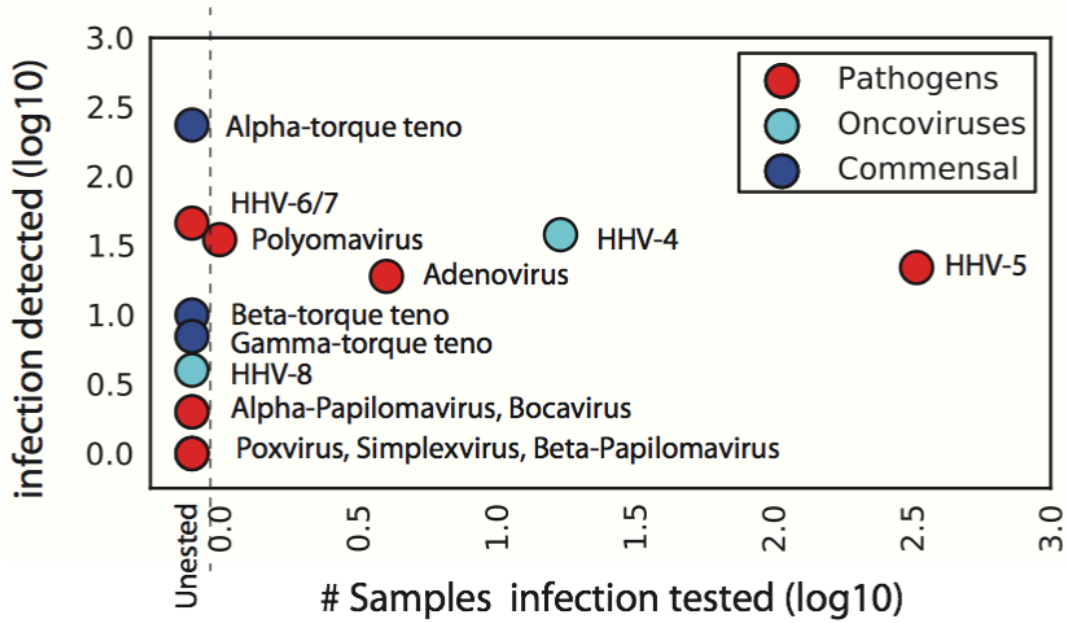 infection detected (log10)
3.0
2.5
2.0
1.5
1.0
0.5
0.0
Pathogens
Oncoviruses
Commensal
Alpha-torque teno
HHV-6/7
Polyomavirus
HHV-4
HHV-5
Adenovirus
Beta-torque teno
Gamma-torque teno
HHV-8
Alpha-Papilomavirus, Bocavirus
Poxvirus, Simplexvirus, Beta-Papilomavirus
Unested
0.0
0.5
1.0
1.5
2.0
2.5
3.0
# Samples infection tested (log10)